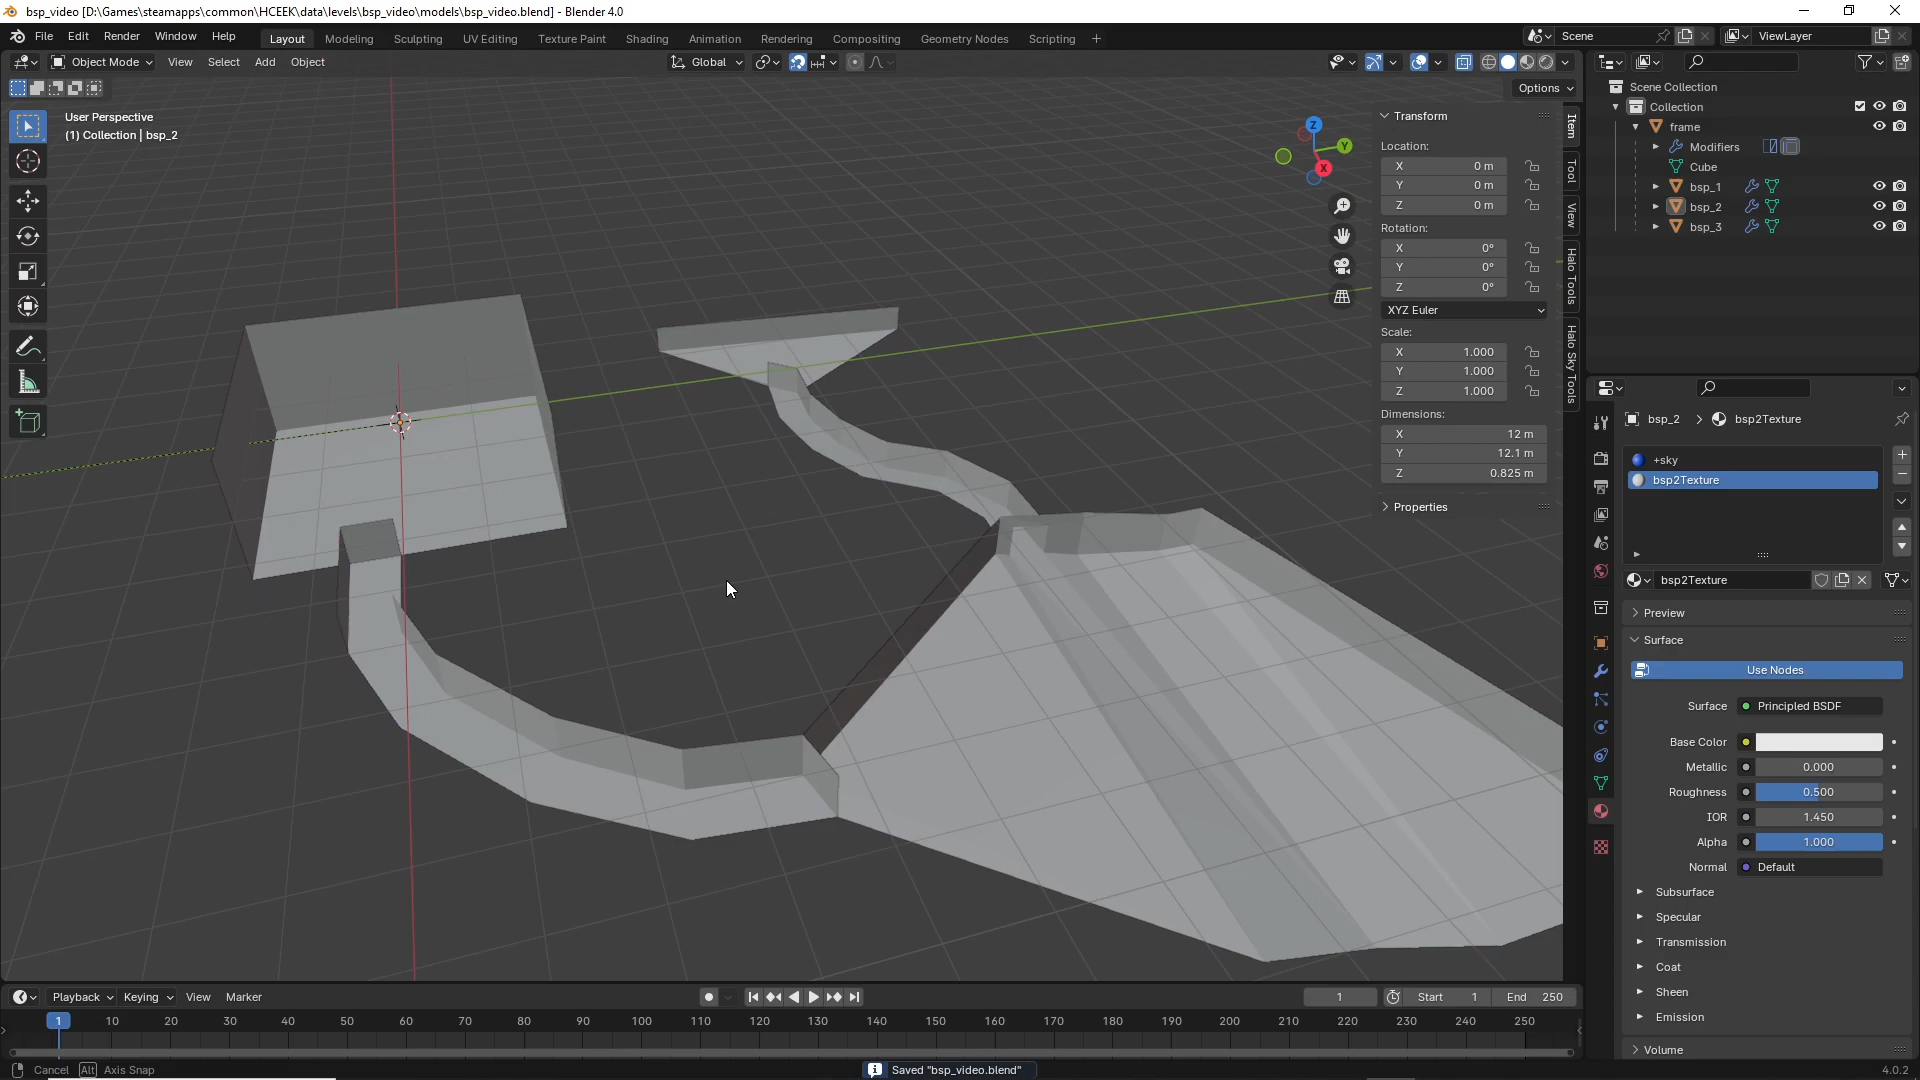 bsp_video [D:\Games\steamapps\common\HCEEK\data\levels\bsp_video\models\bsp_video.blend] - Blender 4.0
File Edit Render Window Help Layout Modeling Sculpting UV Editing Texture Paint Shading Animation Rendering Compositing Geometry Nodes Scripting + Scene ViewLayer
Object Mode View Select Add Object Global
Options
User Perspective
(1) Collection | bsp_2
Z
Y
X
Transform
Location:
X 0 m
Y 0 m
Z 0 m
Rotation:
X 0°
Y 0°
Z 0°
XYZ Euler
Scale:
X 1.000
Y 1.000
Z 1.000
Dimensions:
X 12 m
Y 12.1 m
Z 0.825 m
Properties
Item
Tool
View
Halo Tools
Halo Sky Tools
Scene Collection
Collection
frame
Modifiers
Cube
bsp_1
bsp_2
bsp_3
bsp_2 > bsp2Texture
+sky
bsp2Texture
bsp2Texture
Preview
Surface
Use Nodes
Surface Principled BSDF
Base Color
Metallic 0.000
Roughness 0.500
IOR 1.450
Alpha 1.000
Normal Default
Subsurface
Specular
Transmission
Coat
Sheen
Emission
Volume
Playback Keying View Marker 1 Start 1 End 250
1 10 20 30 40 50 60 70 80 90 100 110 120 130 140 150 160 170 180 190 200 210 220 230 240 250
Cancel Alt Axis Snap Saved "bsp_video.blend" 4.0.2